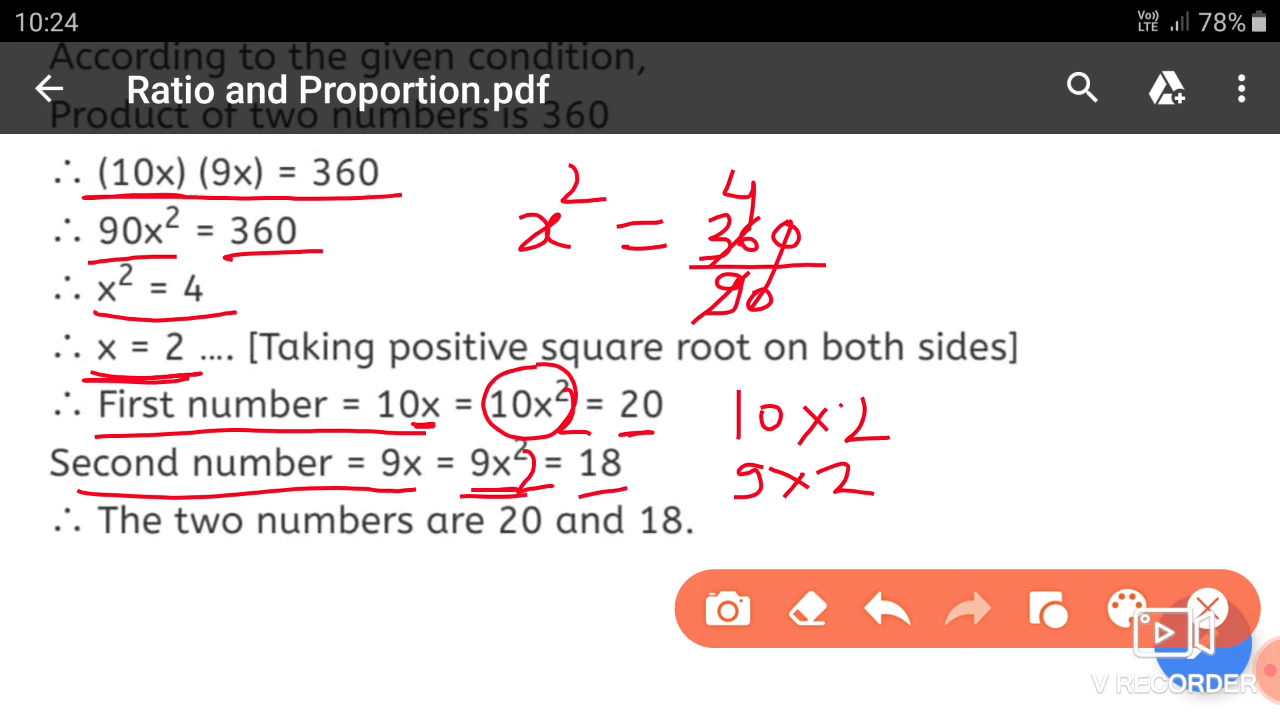 10:24 Vo)) LTE 78%
According to the given condition,
Ratio and Proportion.pdf
Product of two numbers is 360
∴ (10x) (9x) = 360
∴ 90x² = 360
∴ x² = 4
∴ x = 2 .... [Taking positive square root on both sides]
∴ First number = 10x = 10x² = 20
Second number = 9x = 9x² = 18
∴ The two numbers are 20 and 18.
4
x² = 360
90
10 × 2
9 × 2
2
V RECORDER